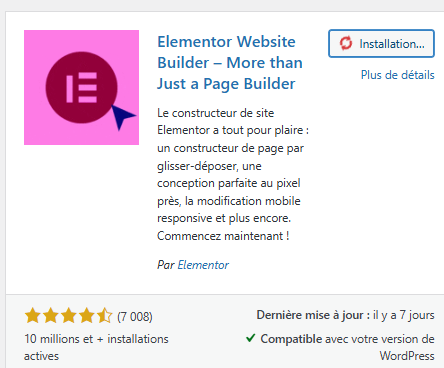 Elementor Website
Builder – More than
Just a Page Builder
Installation...
Plus de détails
Le constructeur de site
Elementor a tout pour plaire :
un constructeur de page par
glisser-déposer, une
conception parfaite au pixel
près, la modification mobile
responsive et plus encore.
Commencez maintenant !
Par Elementor
(7 008)
10 millions et + installations
actives
Dernière mise à jour : il y a 7 jours
Compatible avec votre version de
WordPress